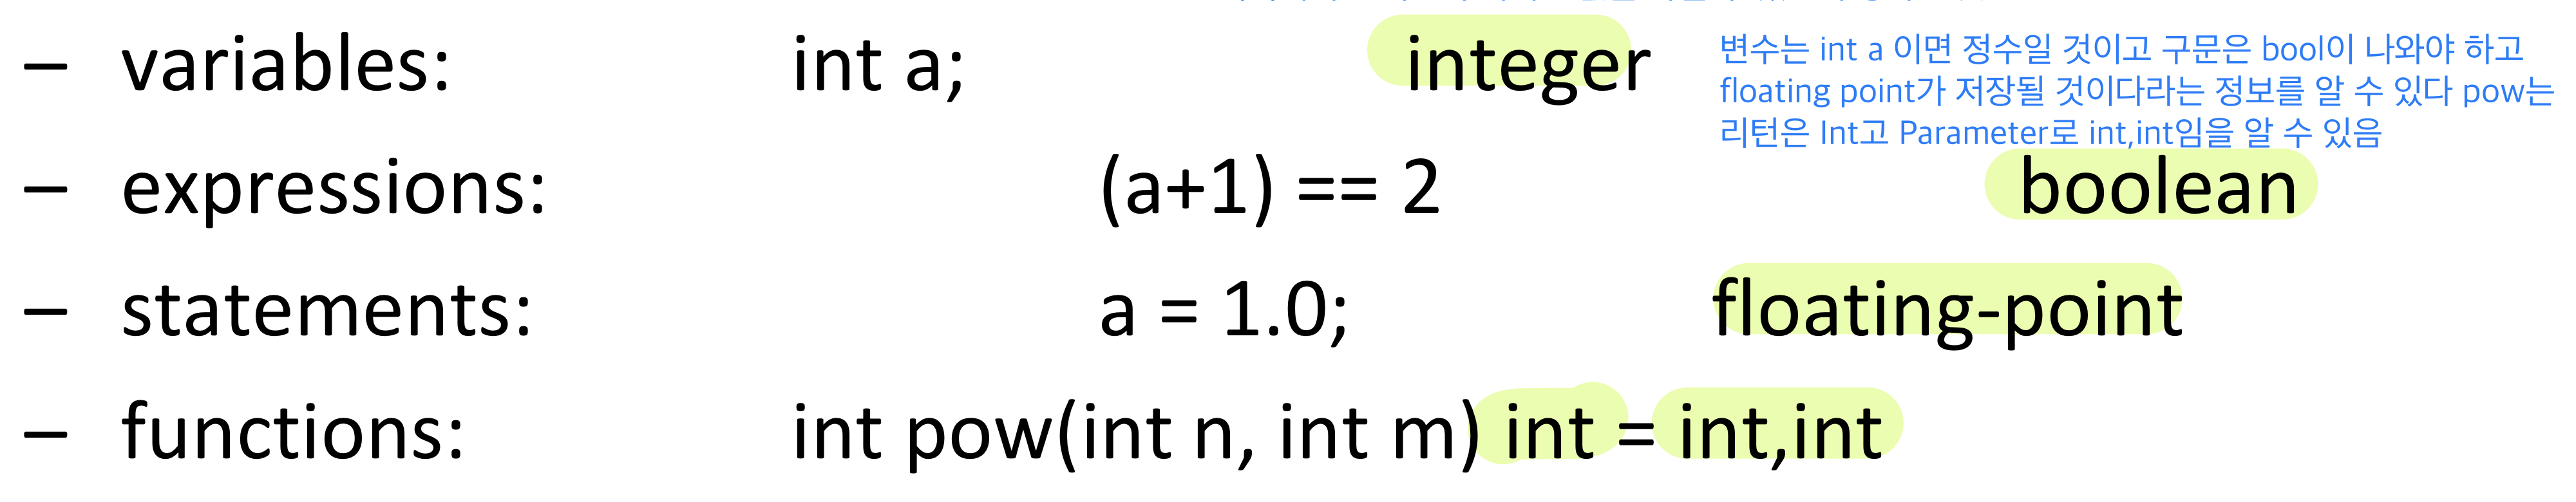 – variables: int a; integer
변수는 int a 이면 정수일 것이고 구문은 bool이 나와야 하고
floating point가 저장될 것이다라는 정보를 알 수 있다 pow는
리턴은 Int고 Parameter로 int,int임을 알 수 있음
– expressions: (a+1) == 2 boolean
– statements: a = 1.0; floating-point
– functions: int pow(int n, int m) int = int,int